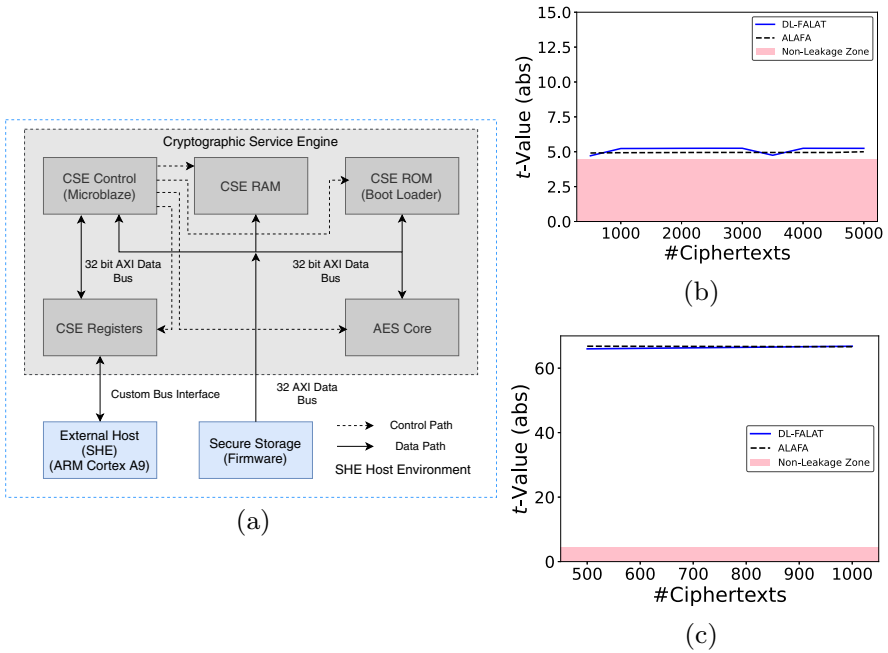 Cryptographic Service Engine
CSE Control
(Microblaze)
CSE RAM
CSE ROM
(Boot Loader)
32 bit AXI Data
Bus
32 bit AXI Data
Bus
CSE Registers
AES Core
Custom Bus Interface
32 AXI Data
Bus
External Host
(SHE)
(ARM Cortex A9)
Secure Storage
(Firmware)
Control Path
Data Path
SHE Host Environment
(a)
15.0
12.5
10.0
7.5
5.0
2.5
0.0
t-Value (abs)
DL-FALAT
ALAFA
Non-Leakage Zone
1000 2000 3000 4000 5000
#Ciphertexts
(b)
60
40
20
0
t-Value (abs)
DL-FALAT
ALAFA
Non-Leakage Zone
500 600 700 800 900 1000
#Ciphertexts
(c)